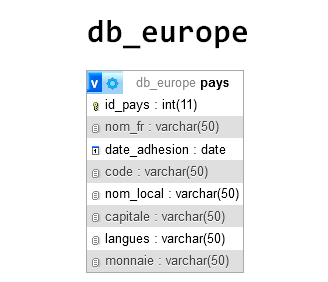 db_europe
v db_europe pays
id_pays : int(11)
nom_fr : varchar(50)
date_adhesion : date
code : varchar(50)
nom_local : varchar(50)
capitale : varchar(50)
langues : varchar(50)
monnaie : varchar(50)